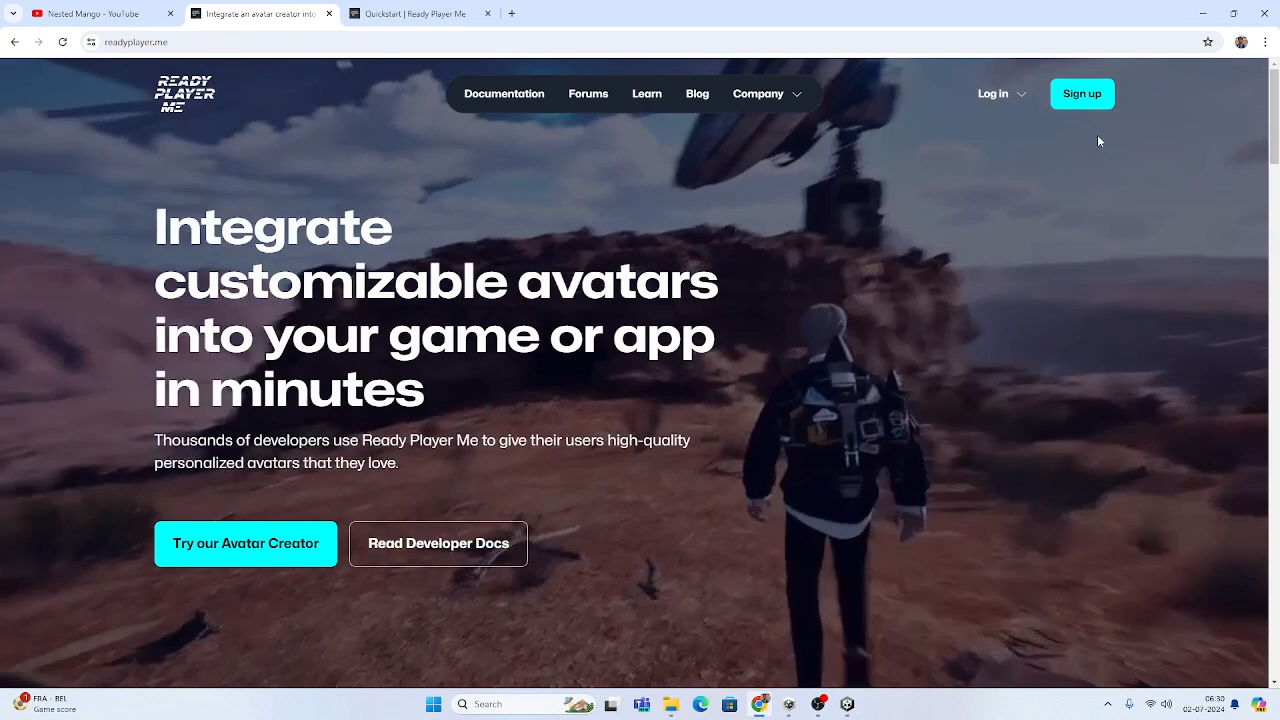 Nested Mango - YouTube
Integrate an avatar creator into
Quickstart | Ready Player Me
readyplayer.me
READY
PLAYER
ME
Documentation
Forums
Learn
Blog
Company
Log in
Sign up
Integrate
customizable avatars
into your game or app
in minutes
Thousands of developers use Ready Player Me to give their users high-quality
personalized avatars that they love.
Try our Avatar Creator
Read Developer Docs
1
FRA - BEL
Game score
Search
06:30
02-07-2024